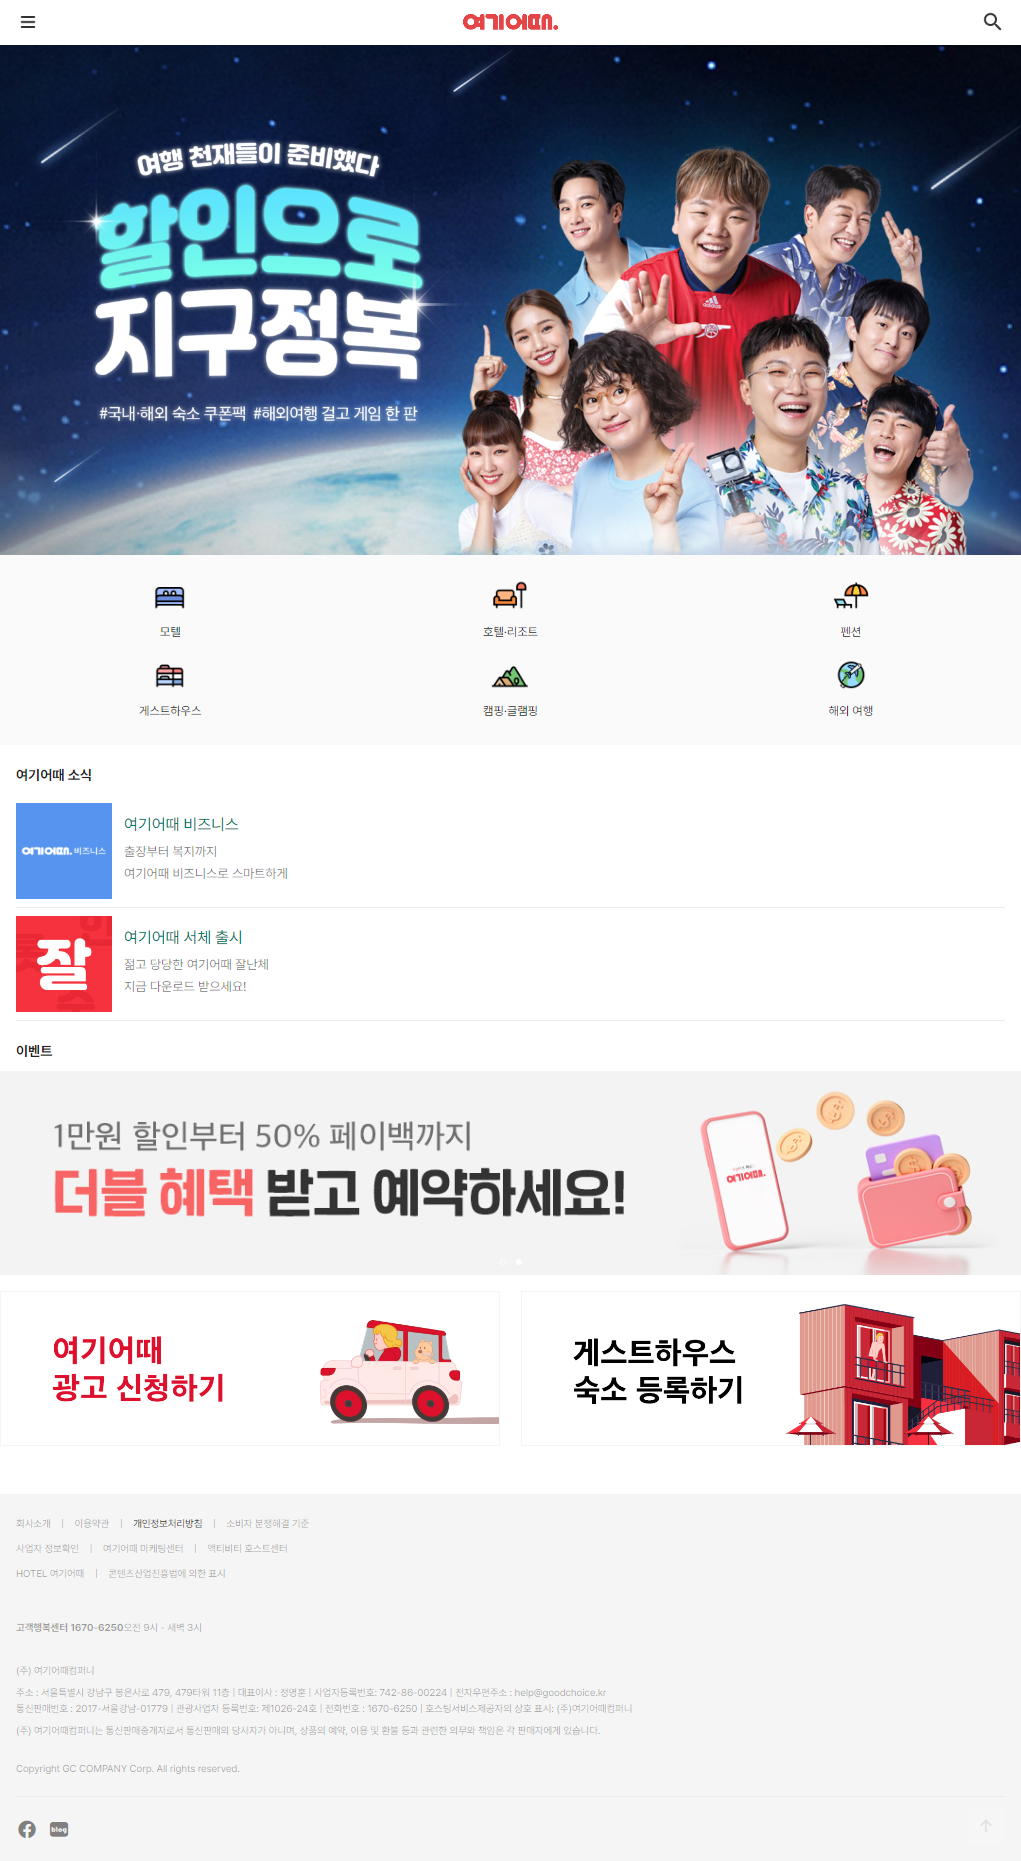 여기어때.
여행 천재들이 준비했다
할인으로
지구정복
#국내·해외 숙소 쿠폰팩 #해외여행 걸고 게임 한 판
모텔
호텔·리조트
펜션
게스트하우스
캠핑·글램핑
해외 여행
여기어때 소식
여기어때. 비즈니스
여기어때 비즈니스
출장부터 복지까지
여기어때 비즈니스로 스마트하게
잘
여기어때 서체 출시
젊고 당당한 여기어때 잘난체
지금 다운로드 받으세요!
이벤트
1만원 할인부터 50% 페이백까지
더블 혜택 받고 예약하세요!
여기어때.
여기어때
광고 신청하기
게스트하우스
숙소 등록하기
회사소개 | 이용약관 | 개인정보처리방침 | 소비자 분쟁해결 기준
사업자 정보확인 | 여기어때 마케팅센터 | 액티비티 호스트센터
HOTEL 여기어때 | 콘텐츠산업진흥법에 의한 표시
고객행복센터 1670-6250오전 9시 - 새벽 3시
(주) 여기어때컴퍼니
주소 : 서울특별시 강남구 봉은사로 479, 479타워 11층 | 대표이사 : 정명훈 | 사업자등록번호: 742-86-00224 | 전자우편주소 : help@goodchoice.kr
통신판매번호 : 2017-서울강남-01779 | 관광사업자 등록번호: 제1026-24호 | 전화번호 : 1670-6250 | 호스팅서비스제공자의 상호 표시: (주)여기어때컴퍼니
(주) 여기어때컴퍼니는 통신판매중개자로서 통신판매의 당사자가 아니며, 상품의 예약, 이용 및 환불 등과 관련한 의무와 책임은 각 판매자에게 있습니다.
Copyright GC COMPANY Corp. All rights reserved.
blog